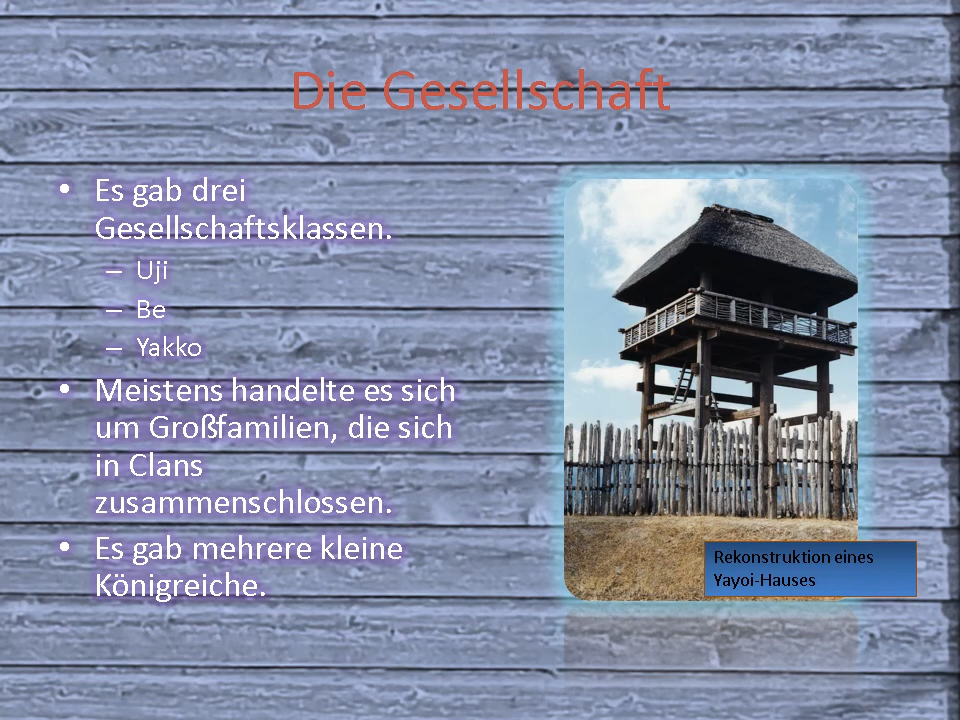 Die Gesellschaft
• Es gab drei
Gesellschaftsklassen.
– Uji
– Be
– Yakko
• Meistens handelte es sich
um Großfamilien, die sich
in Clans
zusammenschlossen.
• Es gab mehrere kleine
Königreiche.
Rekonstruktion eines
Yayoi-Hauses